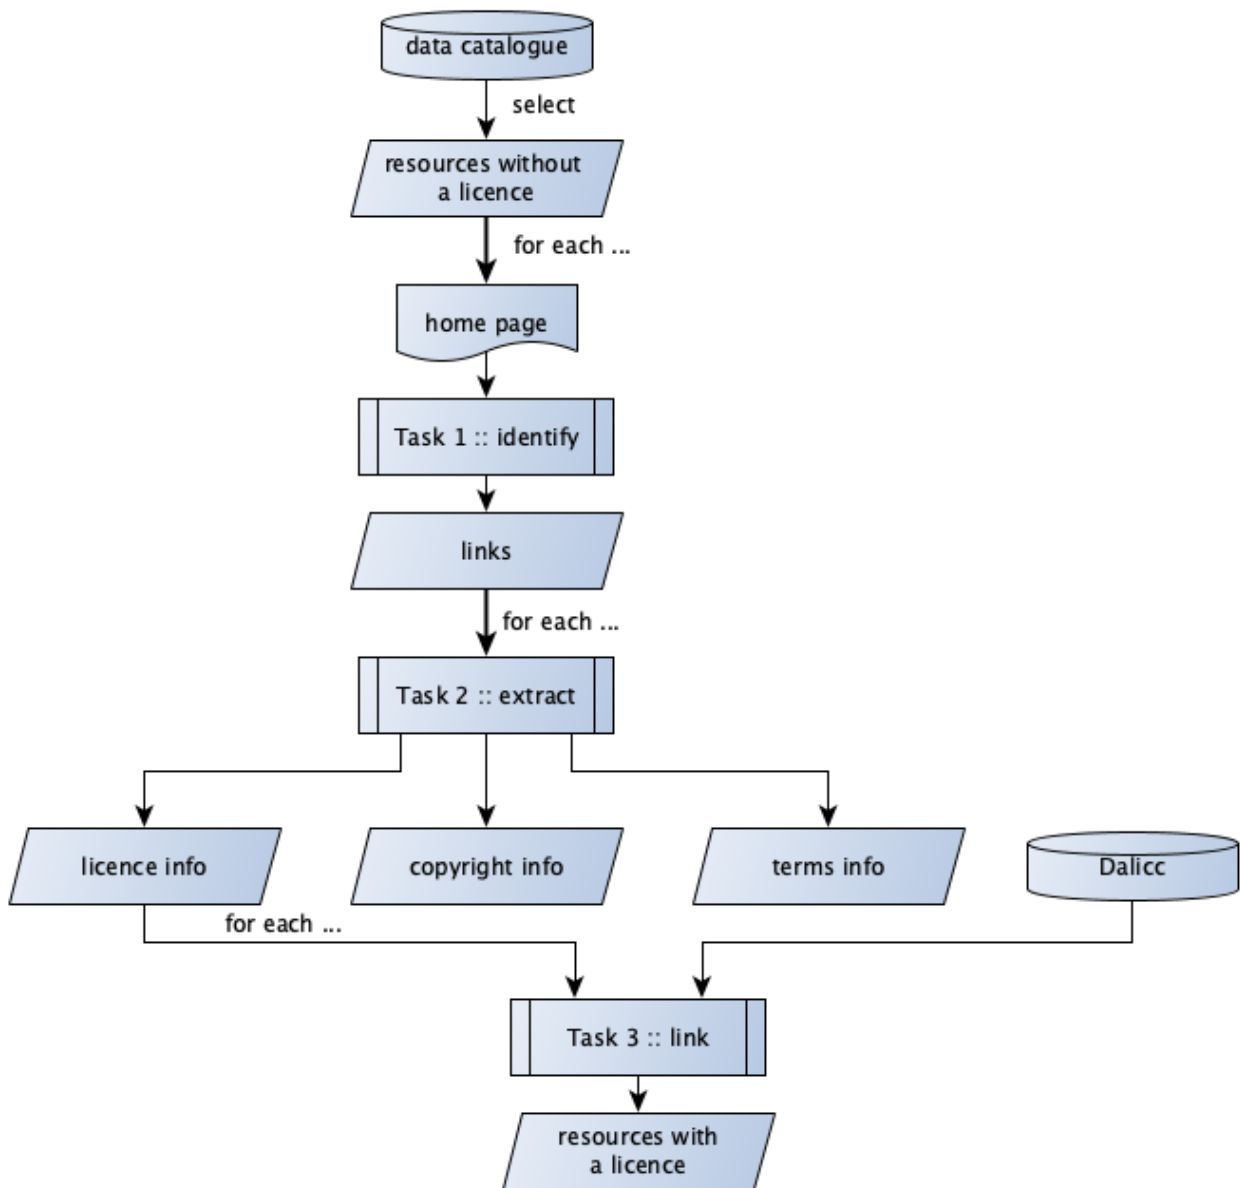 data catalogue
select
resources without
a licence
for each ...
home page
Task 1 :: identify
links
for each ...
Task 2 :: extract
licence info
copyright info
terms info
Dalicc
for each ...
Task 3 :: link
resources with
a licence